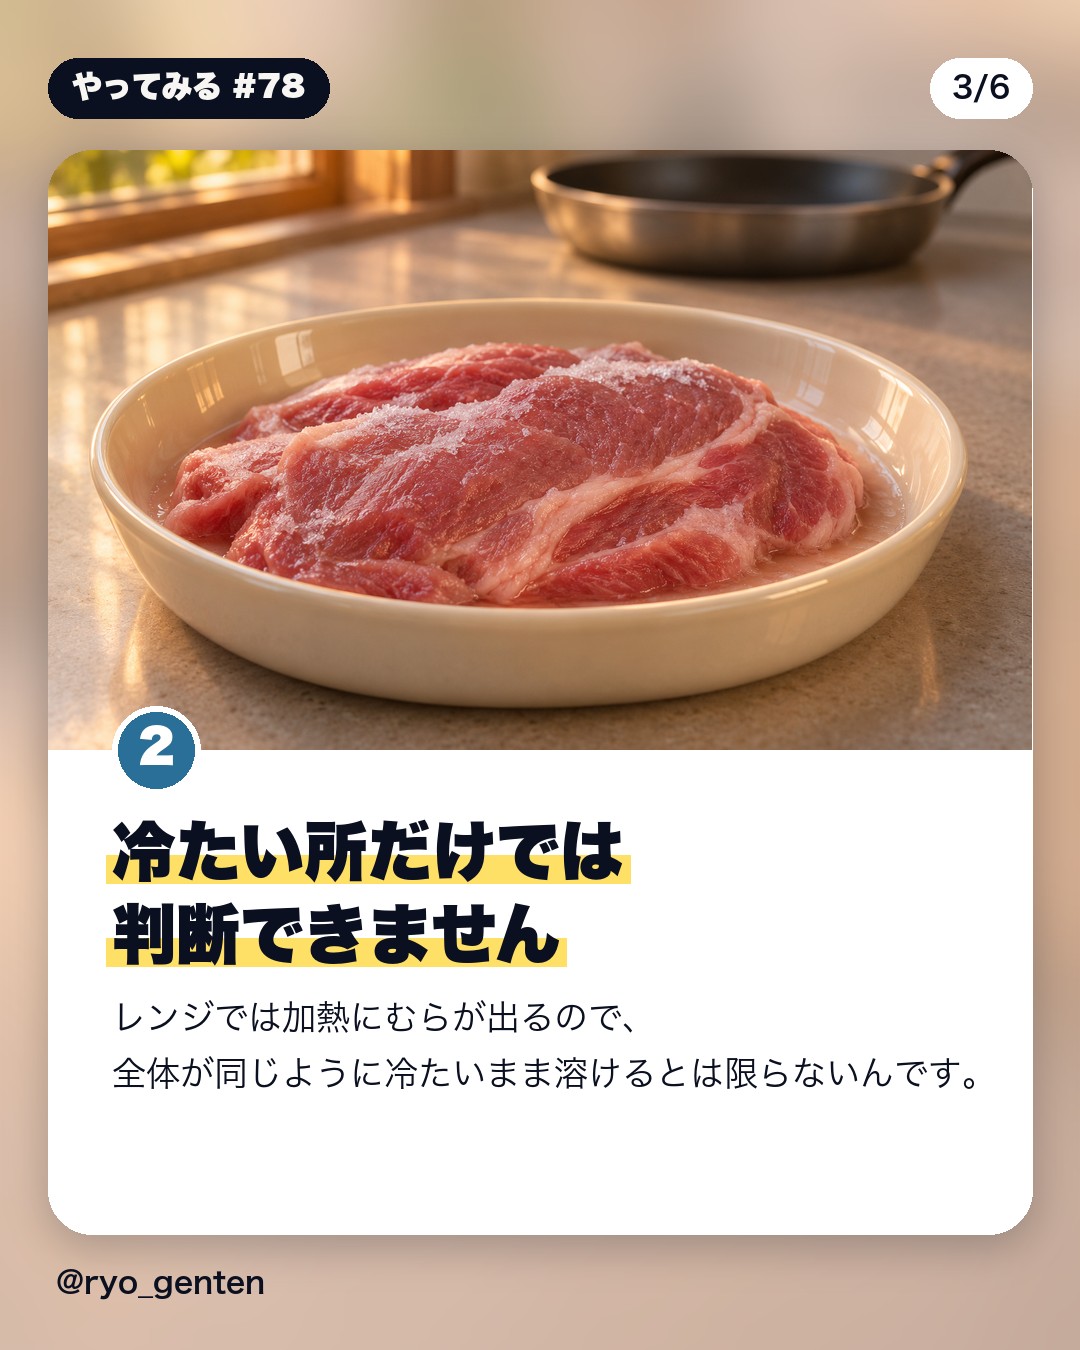 やってみる #78
3/6
2
冷たい所だけでは
判断できません
レンジでは加熱にむらが出るので、
全体が同じように冷たいまま溶けるとは限らないんです。
@ryo_genten